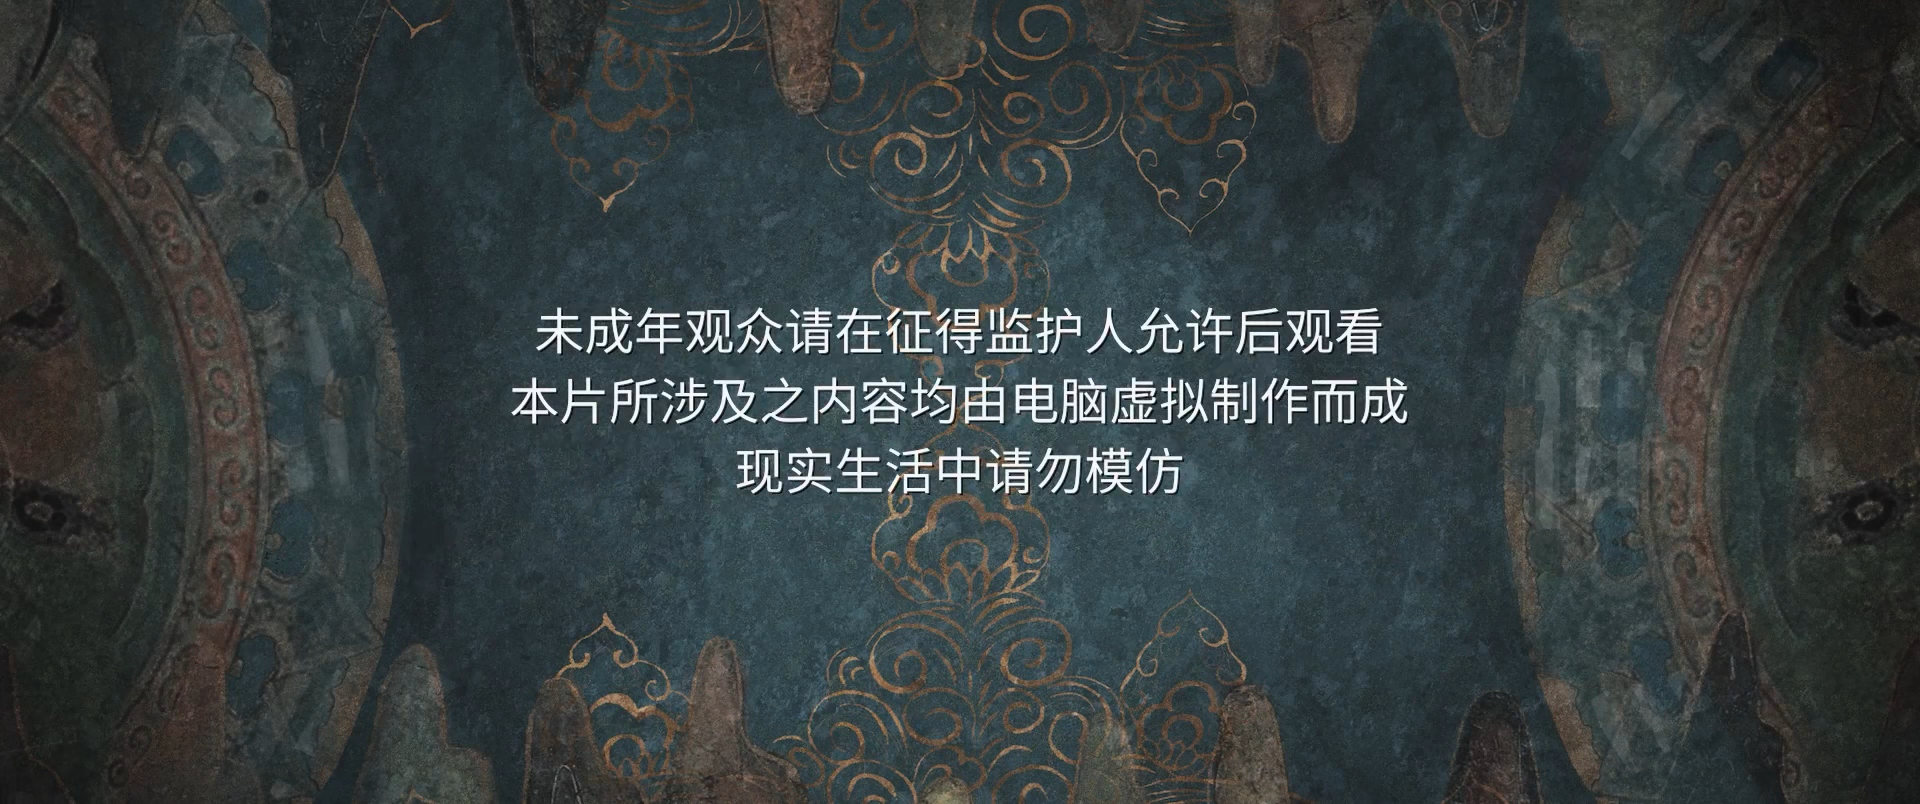 未成年观众请在征得监护人允许后观看
本片所涉及之内容均由电脑虚拟制作而成
现实生活中请勿模仿